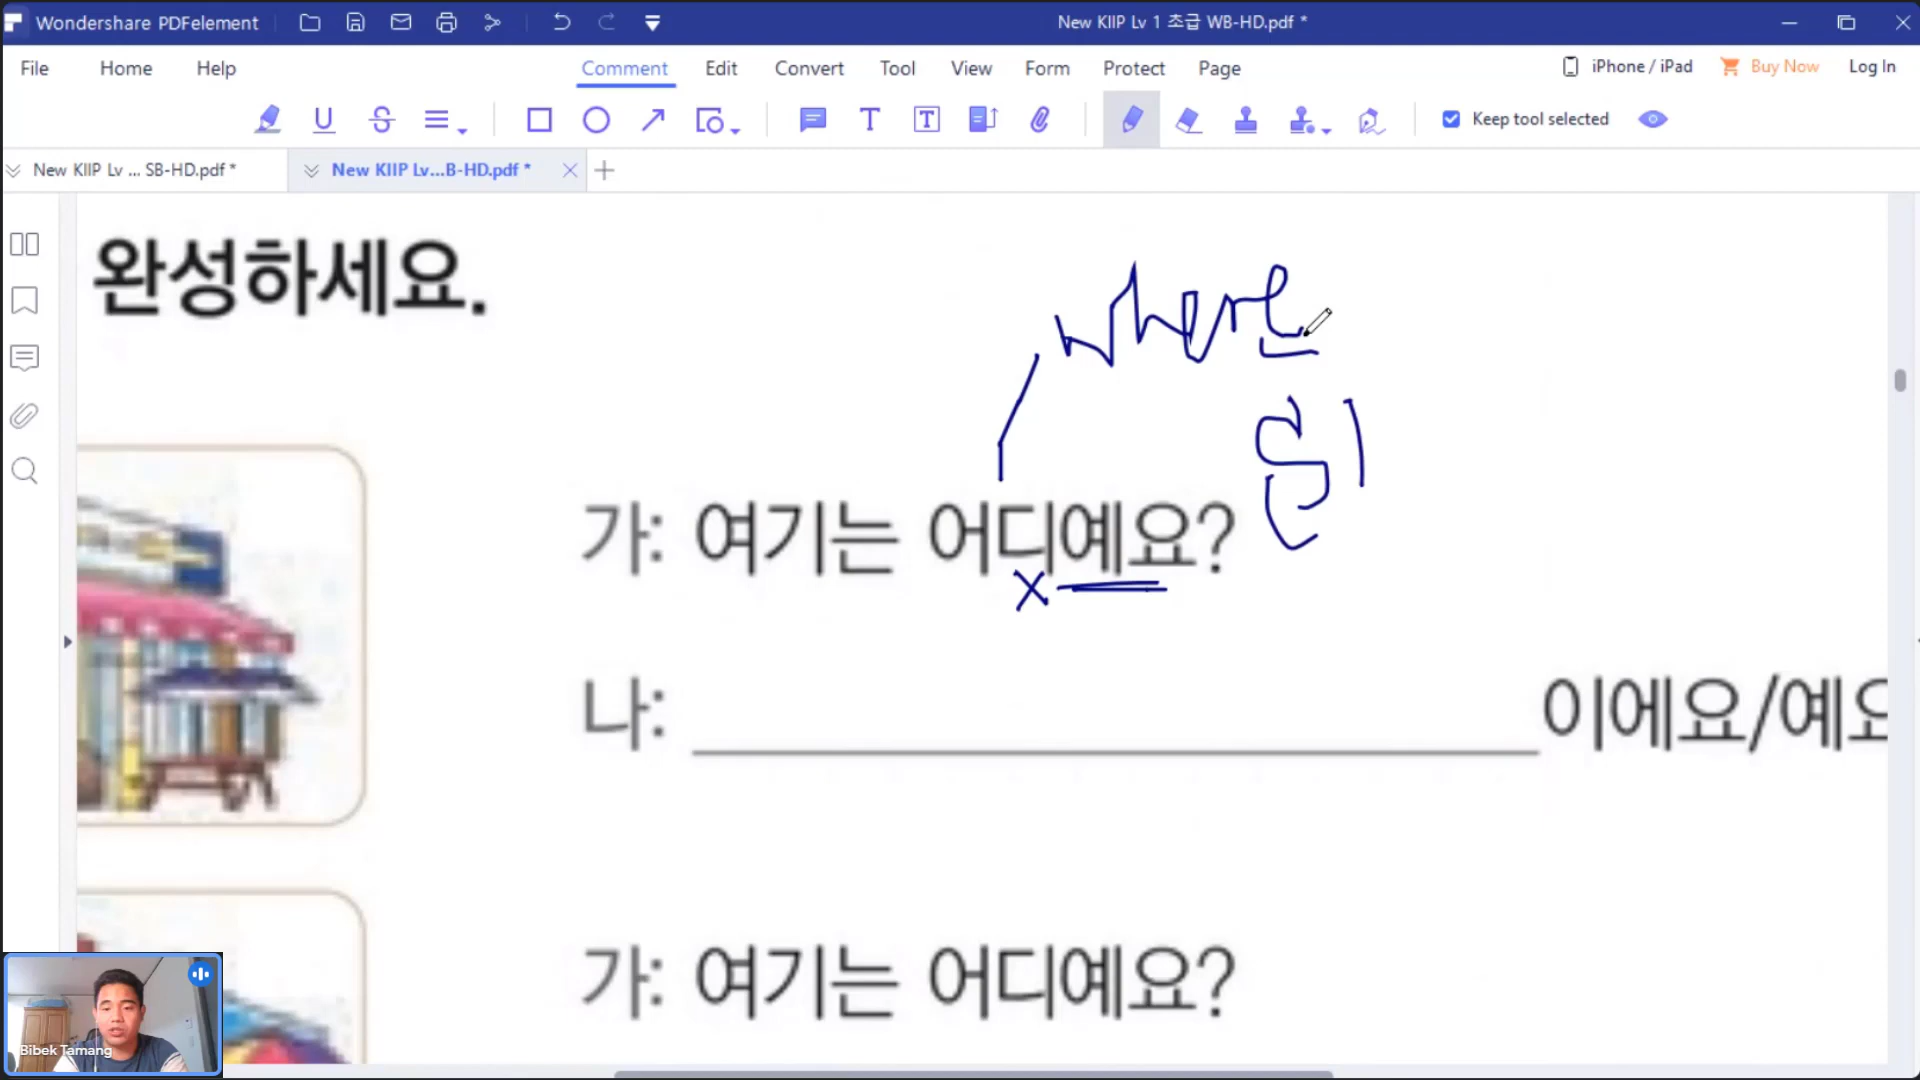 Wondershare PDFelement
New KIIP Lv 1 초급 WB-HD.pdf *
File Home Help Comment Edit Convert Tool View Form Protect Page iPhone / iPad Buy Now Log In
Keep tool selected
New KIIP Lv ... SB-HD.pdf * New KIIP Lv...B-HD.pdf *
완성하세요.
where
가: 여기는 어디예요?
x
나: 이에요/예요
가: 여기는 어디예요?
Bibek Tamang